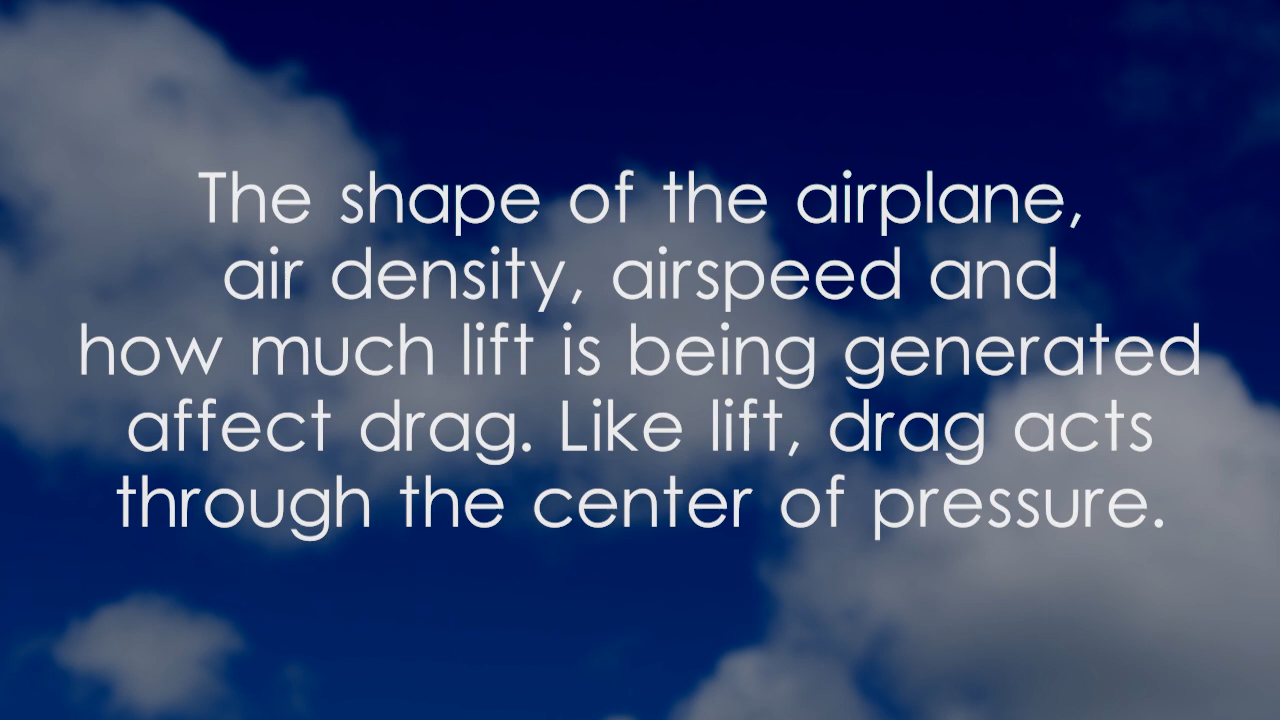 The shape of the airplane,
air density, airspeed and
how much lift is being generated
affect drag. Like lift, drag acts
through the center of pressure.